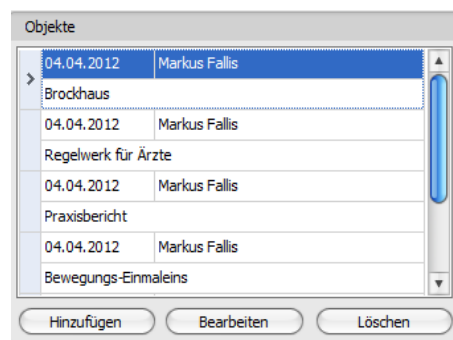 Objekte
04.04.2012 Markus Fallis
Brockhaus
04.04.2012 Markus Fallis
Regelwerk für Ärzte
04.04.2012 Markus Fallis
Praxisbericht
04.04.2012 Markus Fallis
Bewegungs-Einmaleins
Hinzufügen Bearbeiten Löschen